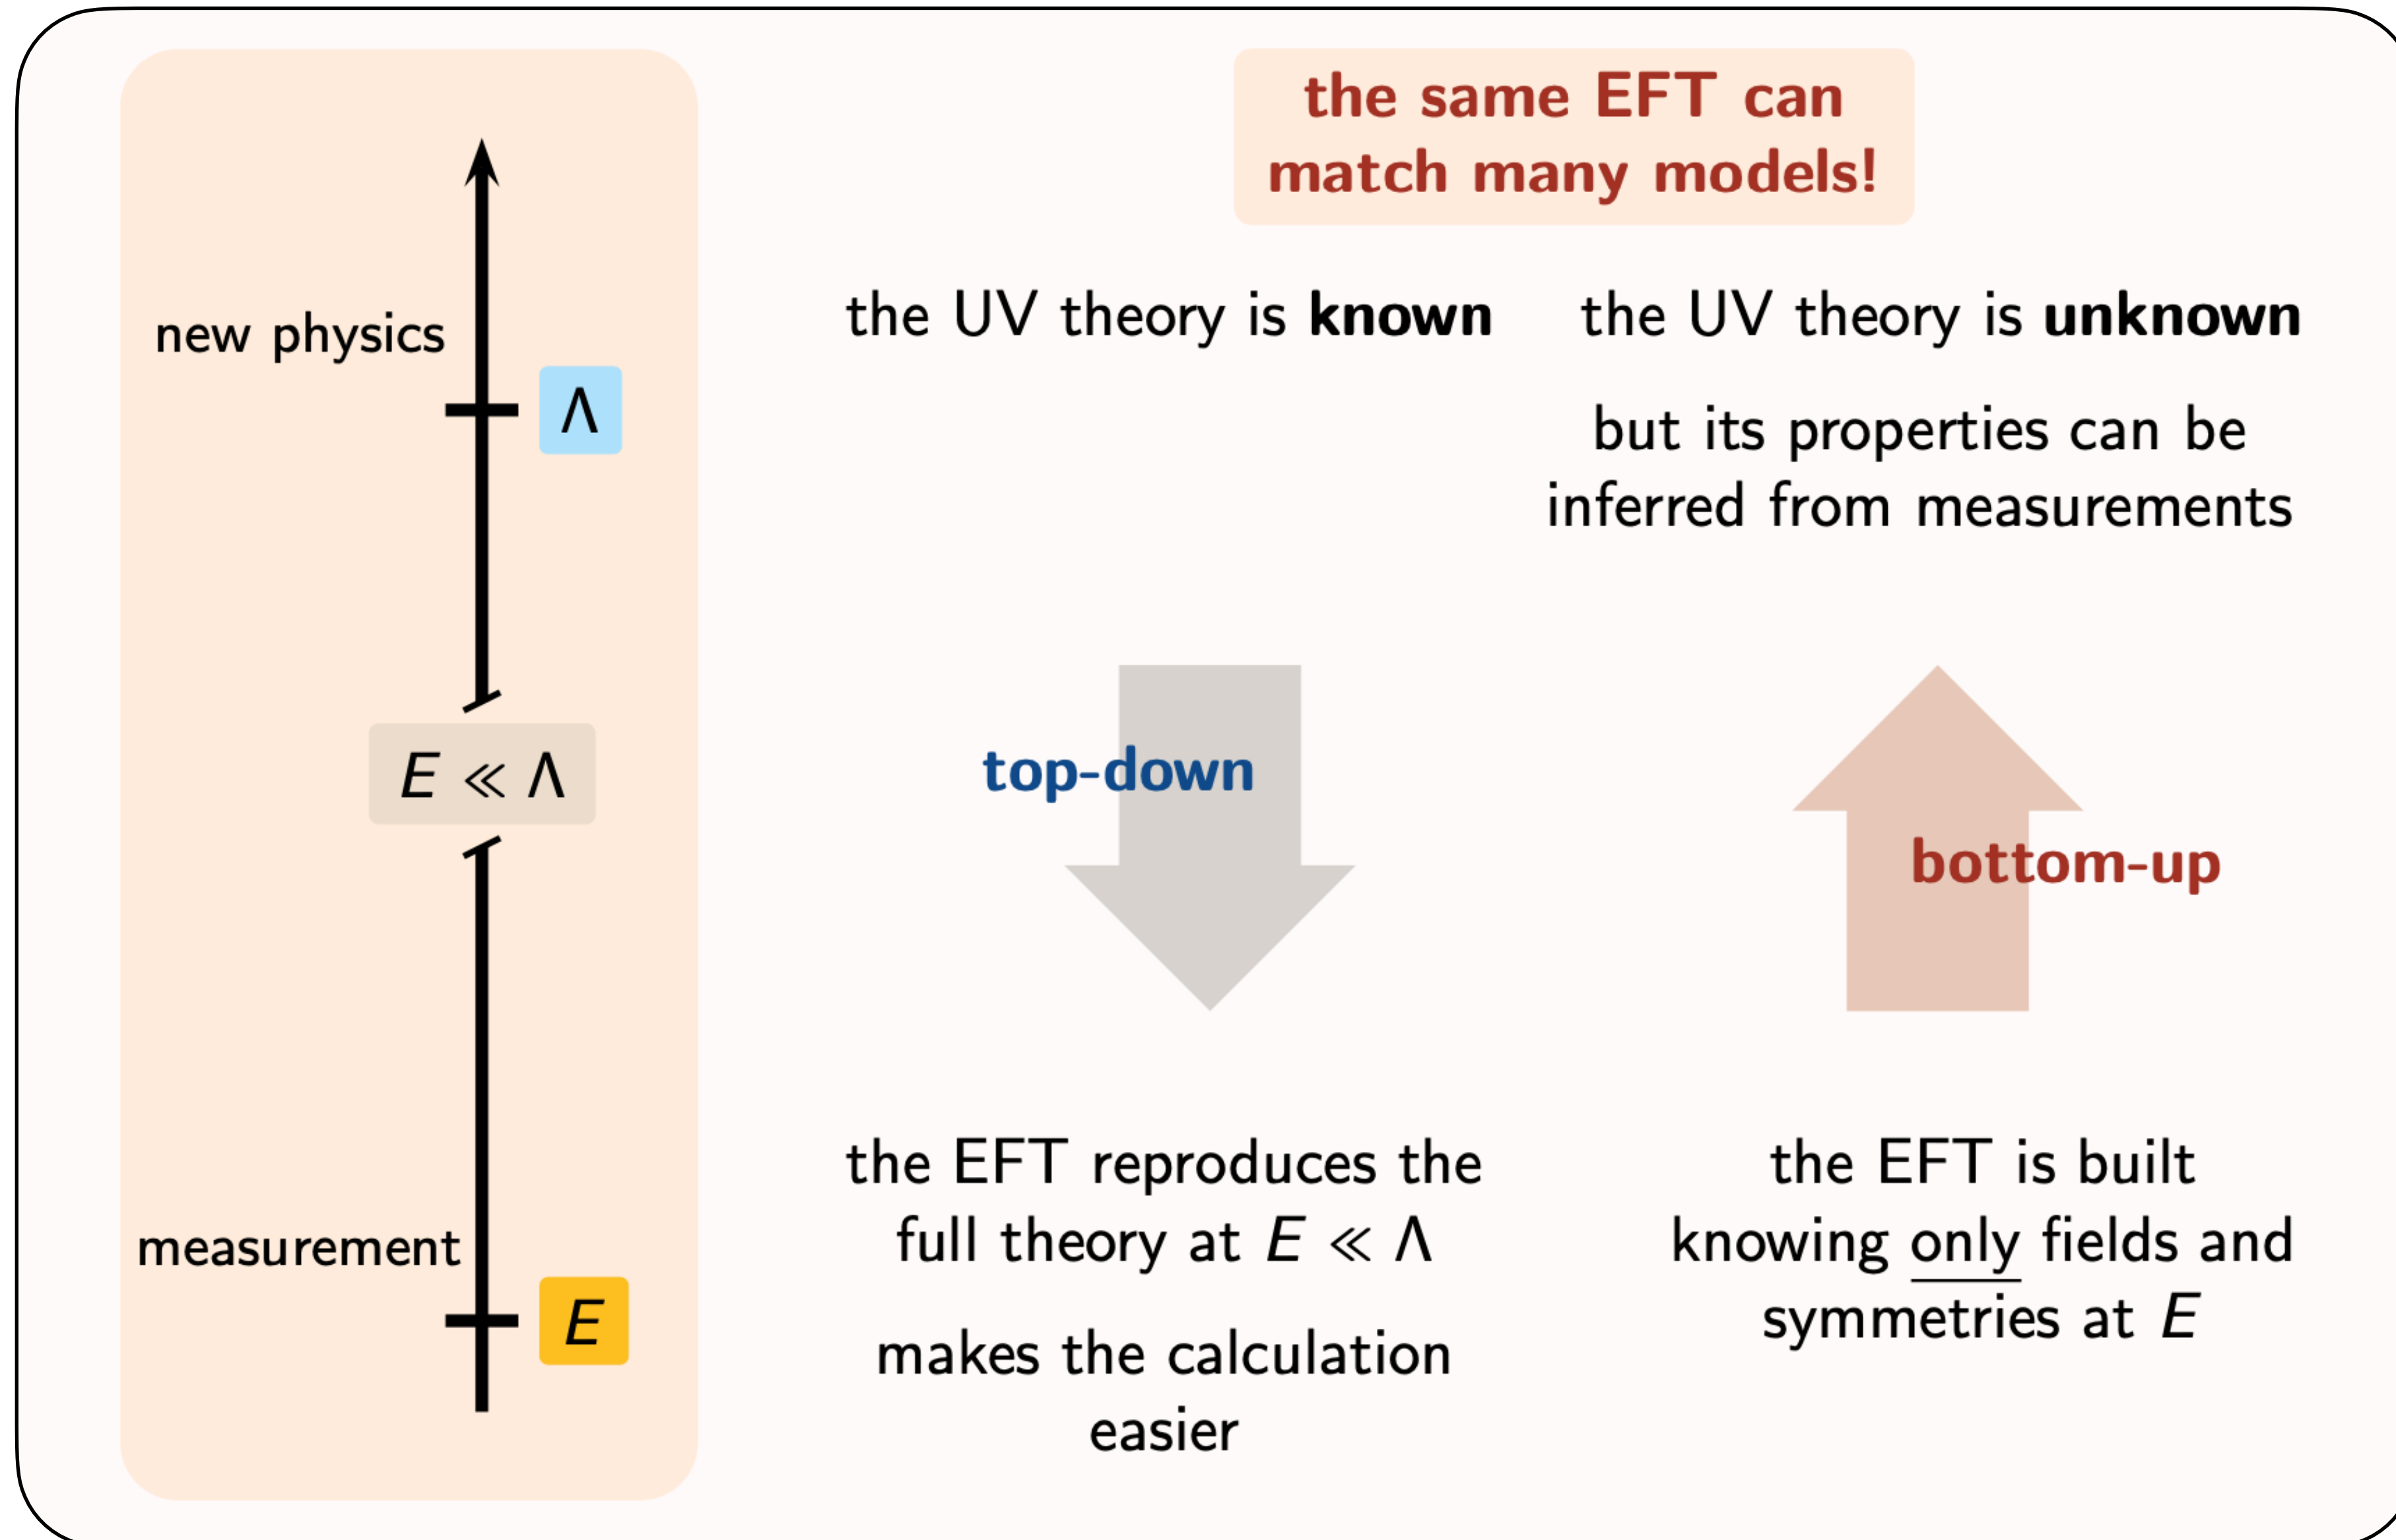 new physics
Λ
E ≪ Λ
measurement
E
the same EFT can
match many models!
the UV theory is known
top-down
the EFT reproduces the
full theory at E ≪ Λ
makes the calculation
easier
the UV theory is unknown
but its properties can be
inferred from measurements
bottom-up
the EFT is built
knowing only fields and
symmetries at E